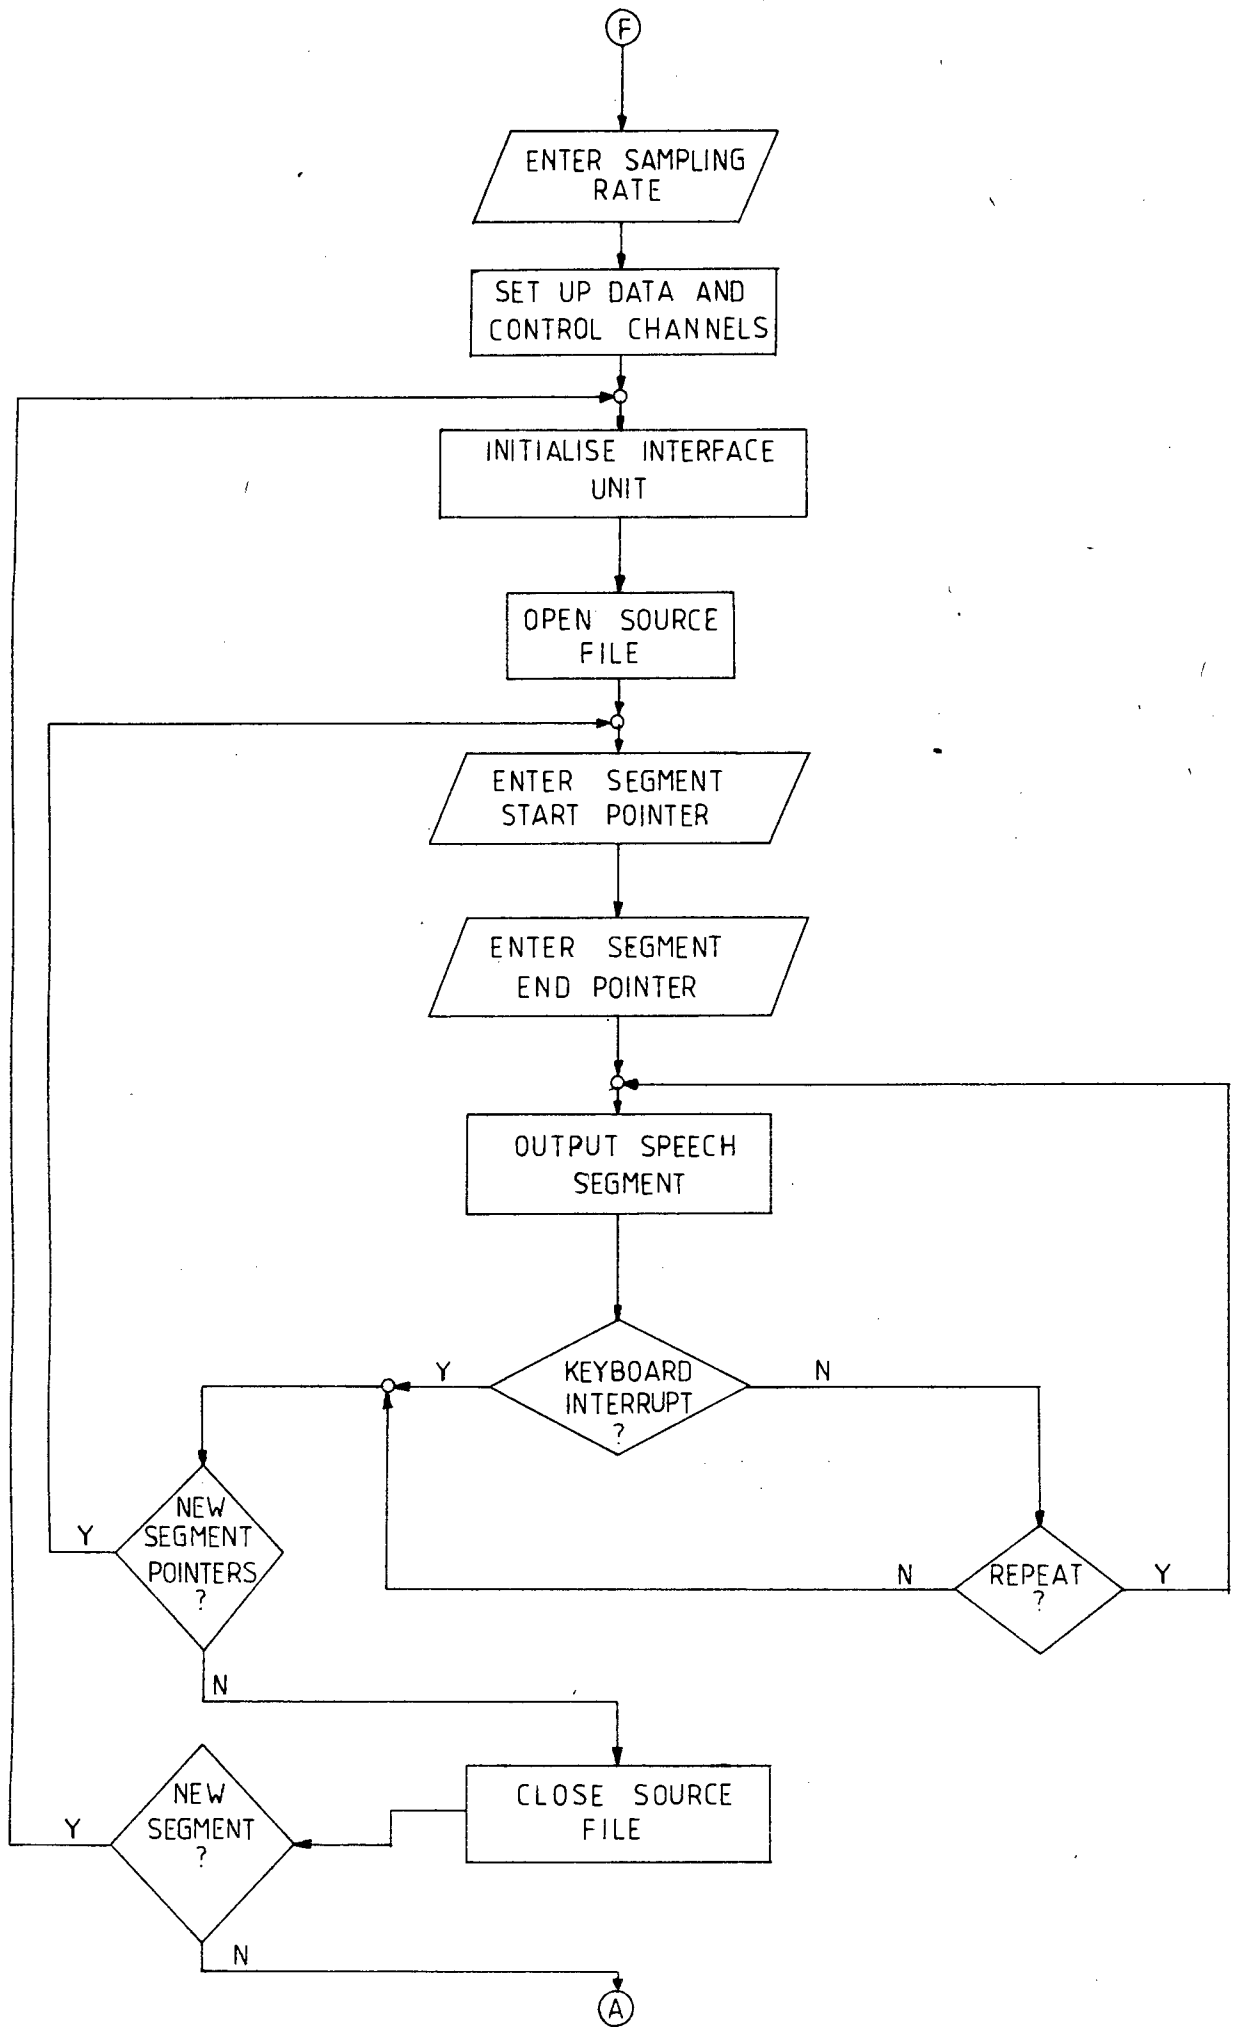 F
ENTER SAMPLING
RATE
SET UP DATA AND
CONTROL CHANNELS
INITIALISE INTERFACE
UNIT
OPEN SOURCE
FILE
ENTER SEGMENT
START POINTER
ENTER SEGMENT
END POINTER
OUTPUT SPEECH
SEGMENT
Y
KEYBOARD
INTERRUPT
?
N
NEW
SEGMENT
POINTERS
?
Y
N
REPEAT
?
Y
N
CLOSE SOURCE
FILE
NEW
SEGMENT
?
Y
N
A